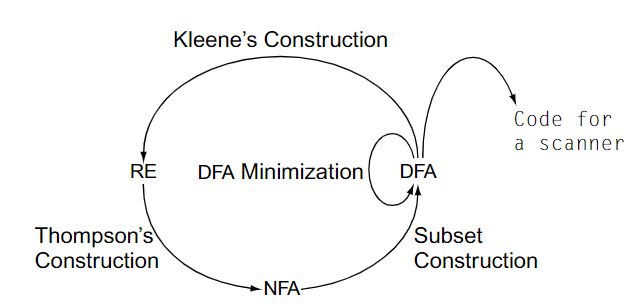 Kleene's Construction
Code for
a scanner
RE
DFA Minimization
DFA
Thompson's
Construction
Subset
Construction
NFA